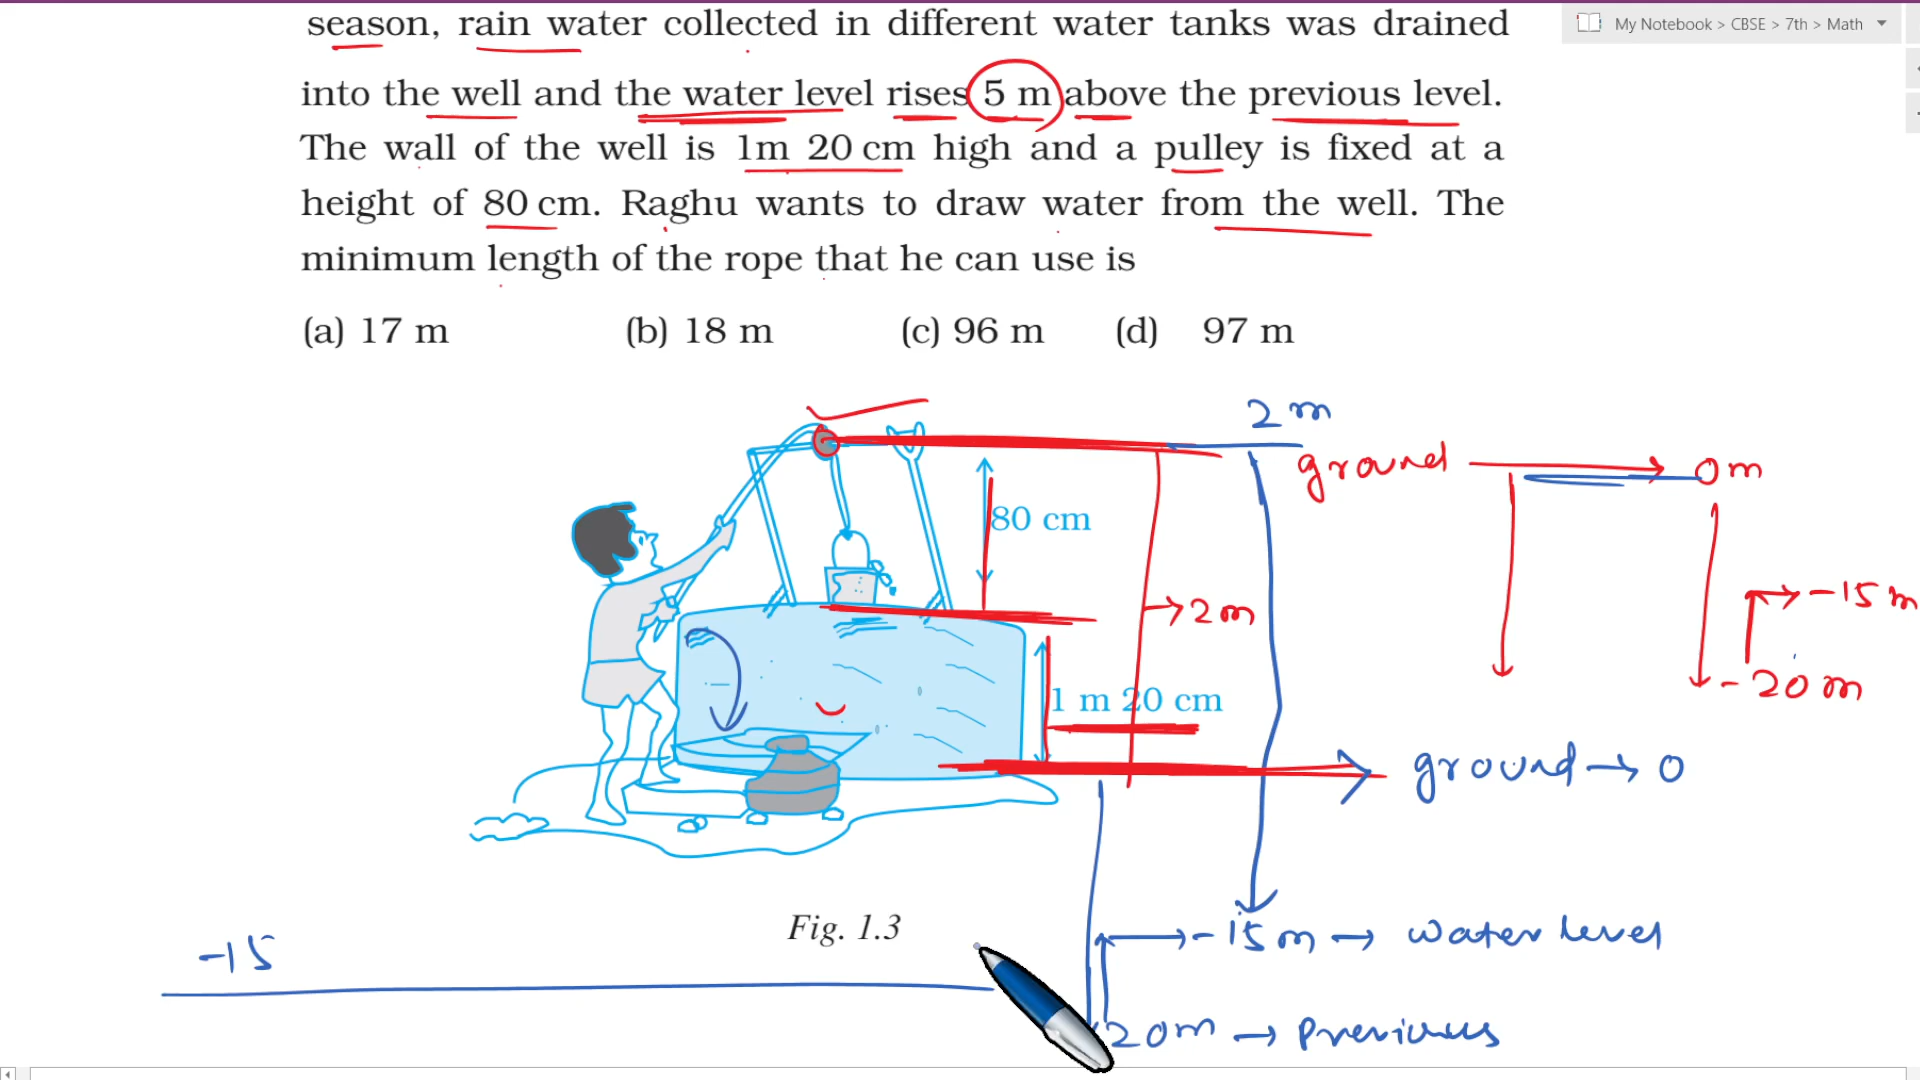 season, rain water collected in different water tanks was drained
My Notebook > CBSE > 7th > Math
into the well and the water level rises 5 m above the previous level.
The wall of the well is 1m 20 cm high and a pulley is fixed at a
height of 80 cm. Raghu wants to draw water from the well. The
minimum length of the rope that he can use is
(a) 17 m (b) 18 m (c) 96 m (d) 97 m
2 m
ground 0 m
80 cm
→ 2 m
-15 m
-20 m
1 m 20 cm
ground → 0
Fig. 1.3
-15
-15 m → water level
20m → Previous